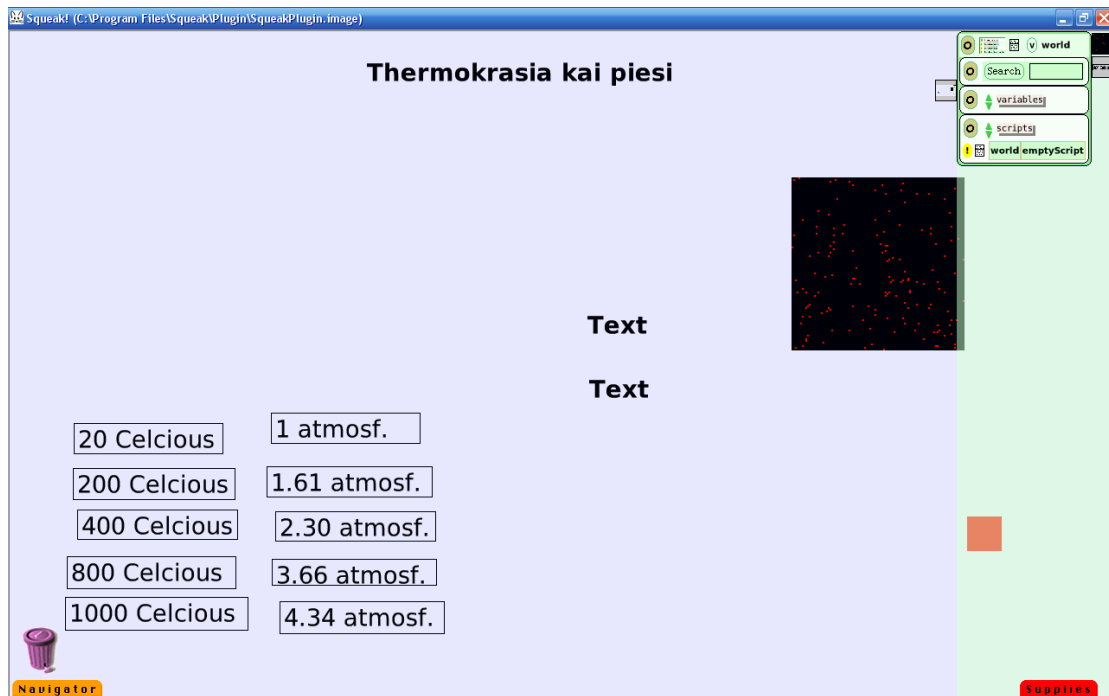 Squeak! (C:\Program Files\Squeak\Plugin\SqueakPlugin.image)
Thermokrasia kai piesi
v world
Search
variables
scripts
! world emptyScript
Text
Text
20 Celcious
1 atmosf.
200 Celcious
1.61 atmosf.
400 Celcious
2.30 atmosf.
800 Celcious
3.66 atmosf.
1000 Celcious
4.34 atmosf.
Navigator
Supplies